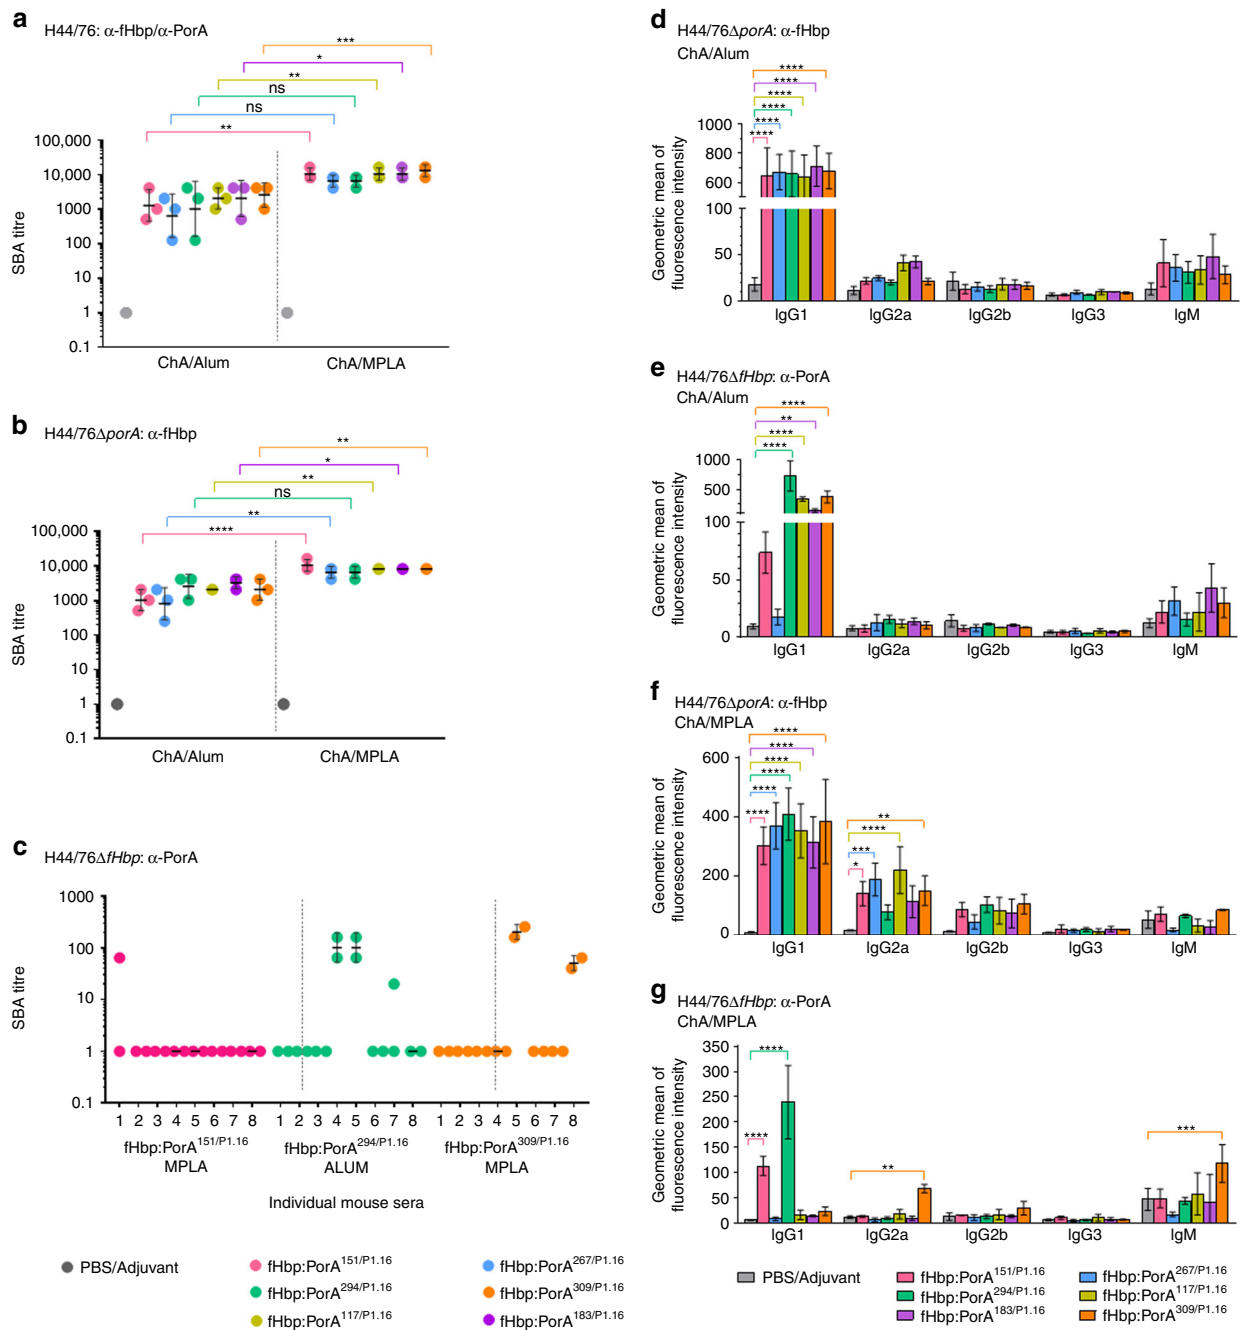 a
H44/76: α-fHbp/α-PorA
***
*
**
ns
ns
**
100,000
10,000
1000
100
10
1
0.1
SBA titre
ChA/Alum
ChA/MPLA
b
H44/76ΔporA: α-fHbp
**
*
**
ns
**
****
100,000
10,000
1000
100
10
1
0.1
SBA titre
ChA/Alum
ChA/MPLA
c
H44/76ΔfHbp: α-PorA
1000
100
10
1
0.1
SBA titre
1 2 3 4 5 6 7 8 1 2 3 4 5 6 7 8 1 2 3 4 5 6 7 8
fHbp:PorA151/P1.16 fHbp:PorA294/P1.16 fHbp:PorA309/P1.16
MPLA ALUM MPLA
Individual mouse sera
PBS/Adjuvant fHbp:PorA151/P1.16 fHbp:PorA267/P1.16
fHbp:PorA294/P1.16 fHbp:PorA309/P1.16
fHbp:PorA117/P1.16 fHbp:PorA183/P1.16
d
H44/76ΔporA: α-fHbp
ChA/Alum
****
****
****
****
****
****
1000
800
600
100
50
0
Geometric mean of
fluorescence intensity
IgG1 IgG2a IgG2b IgG3 IgM
e
H44/76ΔfHbp: α-PorA
ChA/Alum
****
**
****
****
1000
500
100
50
0
Geometric mean of
fluorescence intensity
IgG1 IgG2a IgG2b IgG3 IgM
f
H44/76ΔporA: α-fHbp
ChA/MPLA
****
****
****
****
****
****
**
****
***
*
600
400
200
0
Geometric mean of
fluorescence intensity
IgG1 IgG2a IgG2b IgG3 IgM
g
H44/76ΔfHbp: α-PorA
ChA/MPLA
****
****
**
***
350
300
250
200
150
100
50
0
Geometric mean of
fluorescence intensity
IgG1 IgG2a IgG2b IgG3 IgM
PBS/Adjuvant fHbp:PorA151/P1.16 fHbp:PorA267/P1.16
fHbp:PorA294/P1.16 fHbp:PorA117/P1.16
fHbp:PorA183/P1.16 fHbp:PorA309/P1.16